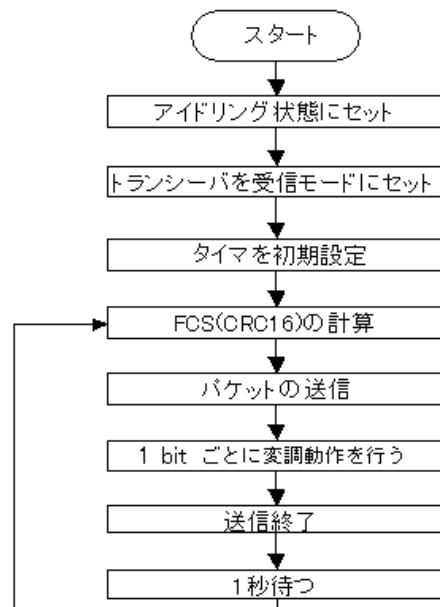 スタート
アイドリング状態にセット
トランシーバを受信モードにセット
タイマを初期設定
FCS(CRC16)の計算
パケットの送信
1 bit ごとに変調動作を行う
送信終了
1秒待つ